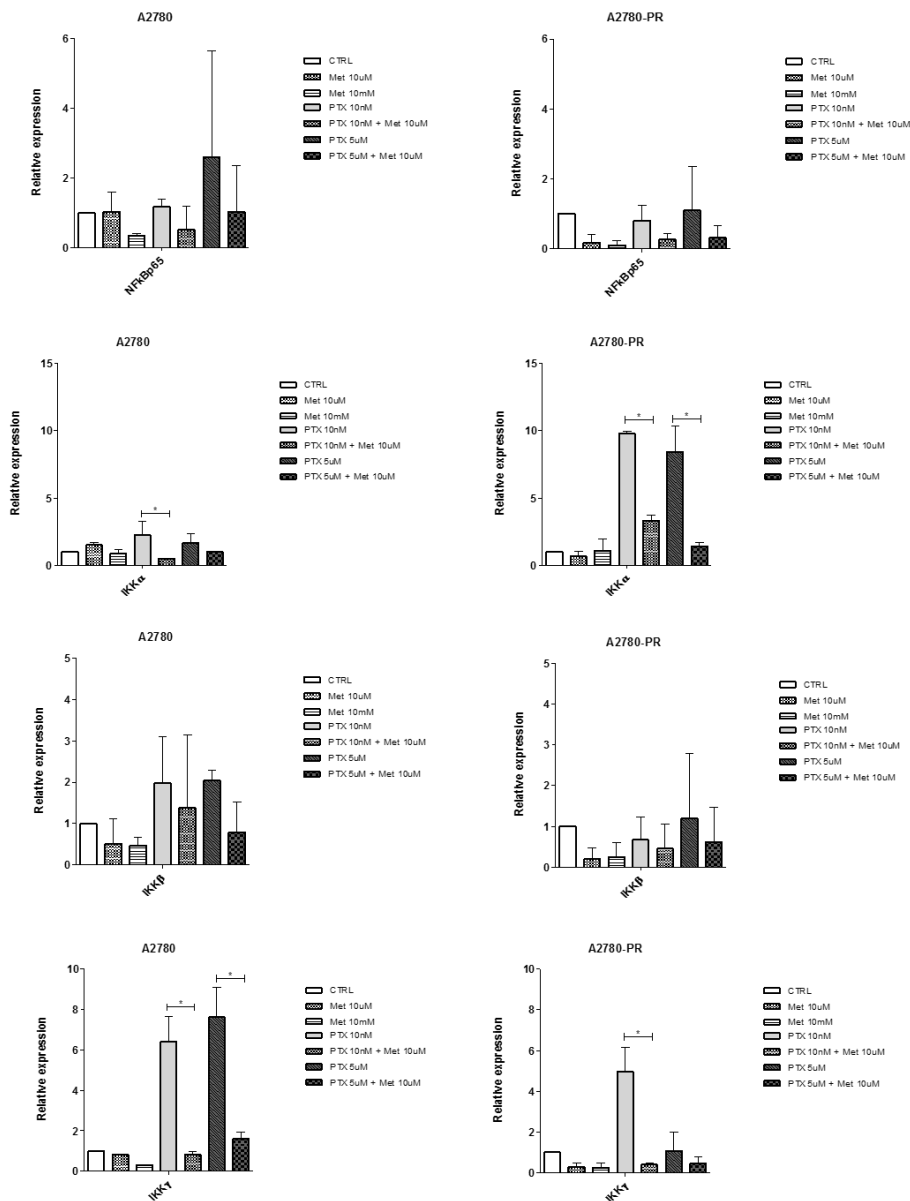 A2780
Relative expression
6
4
2
0
NFkBp65
CTRL
Met 10uM
Met 10mM
PTX 10nM
PTX 10nM + Met 10uM
PTX 5uM
PTX 5uM + Met 10uM
A2780-PR
Relative expression
6
4
2
0
NFkBp65
CTRL
Met 10uM
Met 10mM
PTX 10nM
PTX 10nM + Met 10uM
PTX 5uM
PTX 5uM + Met 10uM
A2780
Relative expression
15
10
5
0
*
IKKα
CTRL
Met 10uM
Met 10mM
PTX 10nM
PTX 10nM + Met 10uM
PTX 5uM
PTX 5uM + Met 10uM
A2780-PR
Relative expression
15
10
5
0
*
*
IKKα
CTRL
Met 10uM
Met 10mM
PTX 10nM
PTX 10nM + Met 10uM
PTX 5uM
PTX 5uM + Met 10uM
A2780
Relative expression
5
4
3
2
1
0
IKKβ
CTRL
Met 10uM
Met 10mM
PTX 10nM
PTX 10nM + Met 10uM
PTX 5uM
PTX 5uM + Met 10uM
A2780-PR
Relative expression
5
4
3
2
1
0
IKKβ
CTRL
Met 10uM
Met 10mM
PTX 10nM
PTX 10nM + Met 10uM
PTX 5uM
PTX 5uM + Met 10uM
A2780
Relative expression
10
8
6
4
2
0
*
*
IKKγ
CTRL
Met 10uM
Met 10mM
PTX 10nM
PTX 10nM + Met 10uM
PTX 5uM
PTX 5uM + Met 10uM
A2780-PR
Relative expression
10
8
6
4
2
0
*
IKKγ
CTRL
Met 10uM
Met 10mM
PTX 10nM
PTX 10nM + Met 10uM
PTX 5uM
PTX 5uM + Met 10uM